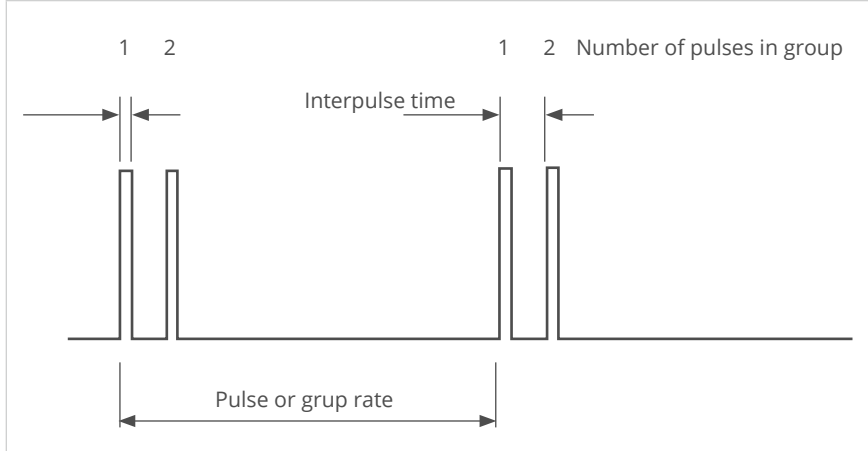 1 2 1 2 Number of pulses in group
Interpulse time
Pulse or grup rate